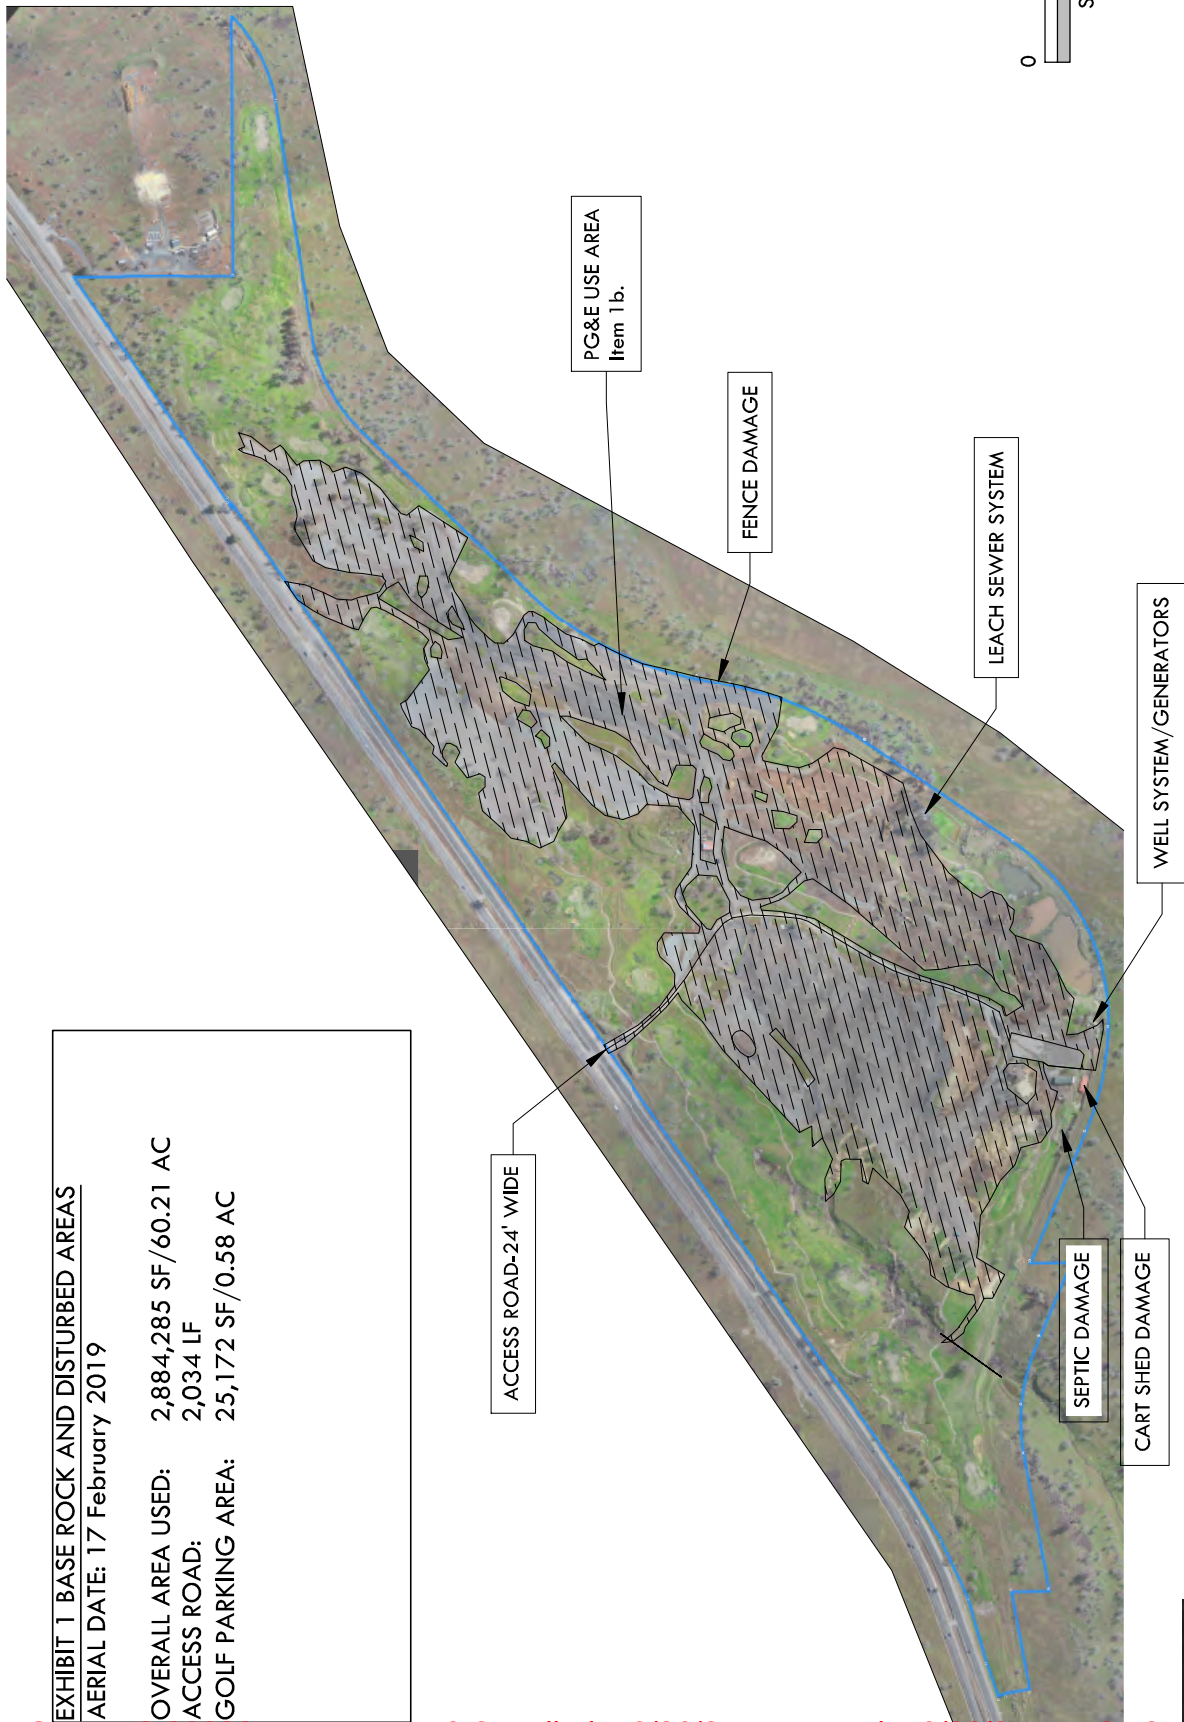 EXHIBIT 1 BASE ROCK AND DISTURBED AREAS
AERIAL DATE: 17 February 2019
OVERALL AREA USED: 2,884,285 SF/60.21 AC
ACCESS ROAD: 2,034 LF
GOLF PARKING AREA: 25,172 SF/0.58 AC
ACCESS ROAD-24' WIDE
PG&E USE AREA
Item 1b.
FENCE DAMAGE
LEACH SEWER SYSTEM
WELL SYSTEM/GENERATORS
SEPTIC DAMAGE
CART SHED DAMAGE
0